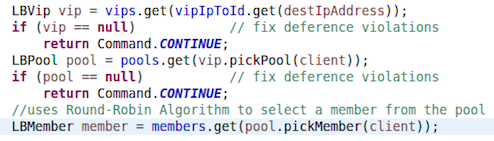 LBVip vip = vips.get(vipIpToId.get(destIpAddress));
if (vip == null)            // fix deference violations
    return Command.CONTINUE;
LBPool pool = pools.get(vip.pickPool(client));
if (pool == null)           // fix deference violations
    return Command.CONTINUE;
//uses Round-Robin Algorithm to select a member from the pool
LBMember member = members.get(pool.pickMember(client));